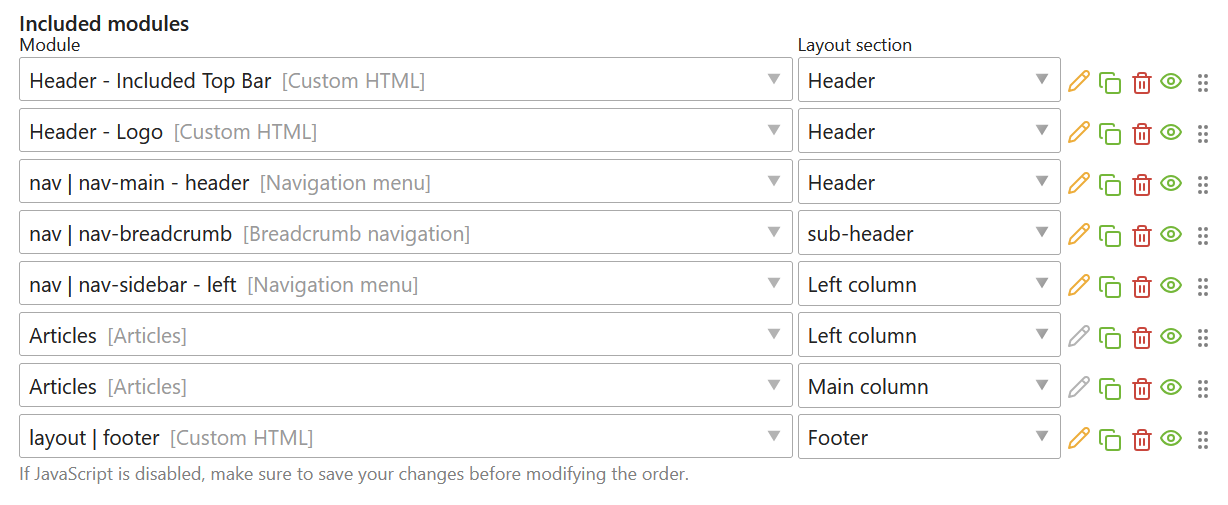 Included modules
Module Layout section
Header - Included Top Bar [Custom HTML] Header
Header - Logo [Custom HTML] Header
nav | nav-main - header [Navigation menu] Header
nav | nav-breadcrumb [Breadcrumb navigation] sub-header
nav | nav-sidebar - left [Navigation menu] Left column
Articles [Articles] Left column
Articles [Articles] Main column
layout | footer [Custom HTML] Footer
If JavaScript is disabled, make sure to save your changes before modifying the order.